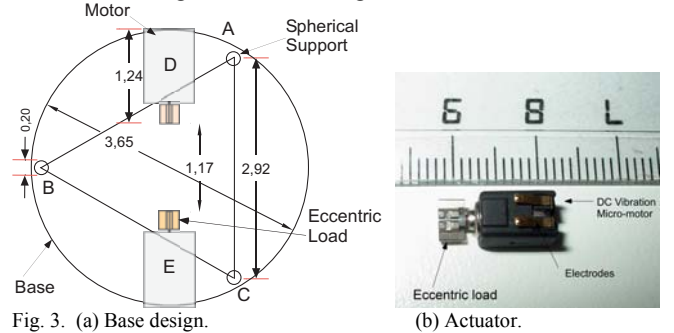 Motor
A
Spherical
Support
D
1,24
0,20
3,65
B
1,17
2,92
Eccentric
Load
E
Base
C
6 8 L
DC Vibration
Micro-motor
Electrodes
Eccentric load
Fig. 3. (a) Base design. (b) Actuator.